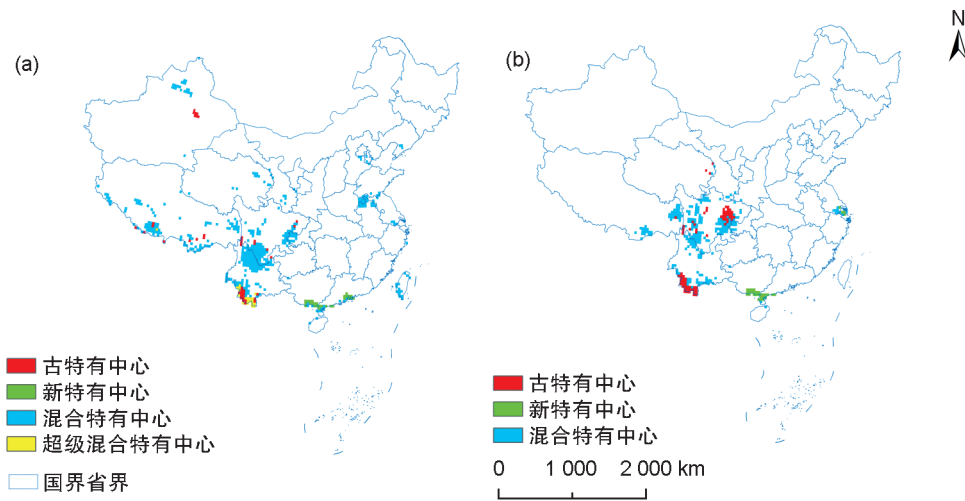 (a)
(b)
N
古特有中心
新特有中心
混合特有中心
超级混合特有中心
国界省界
古特有中心
新特有中心
混合特有中心
0 1 000 2 000 km